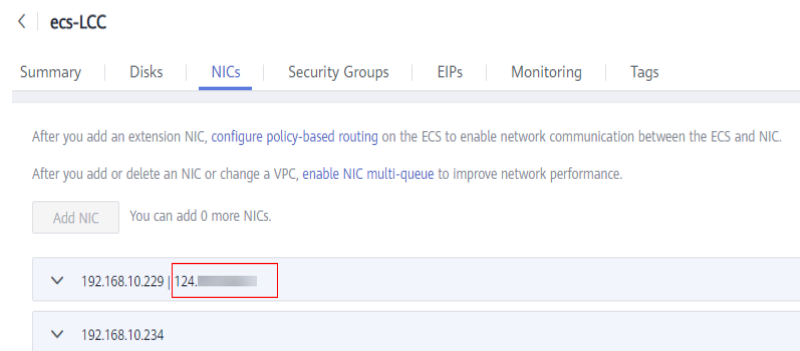 ecs-LCC
Summary Disks NICs Security Groups EIPs Monitoring Tags
After you add an extension NIC, configure policy-based routing on the ECS to enable network communication between the ECS and NIC.
After you add or delete an NIC or change a VPC, enable NIC multi-queue to improve network performance.
Add NIC You can add 0 more NICs.
192.168.10.229 | 124.
192.168.10.234